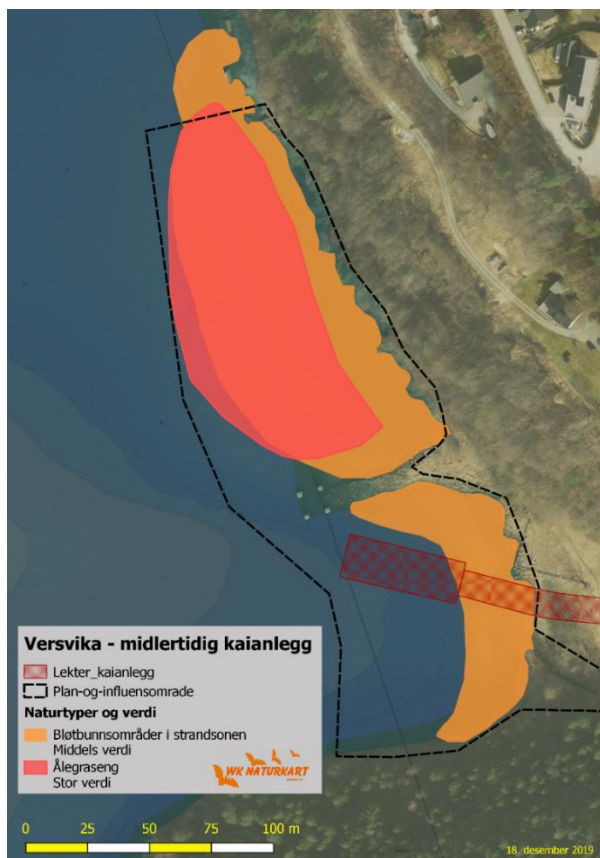 Versvika - midlertidig kaianlegg
Lekter_kaianlegg
Plan-og-influensomrade
Naturtyper og verdi
Bløtbunnsområder i strandsonen
Middels verdi
Ålegraseng
Stor verdi
WK NATURKART
0 25 50 75 100 m
18. desember 2019